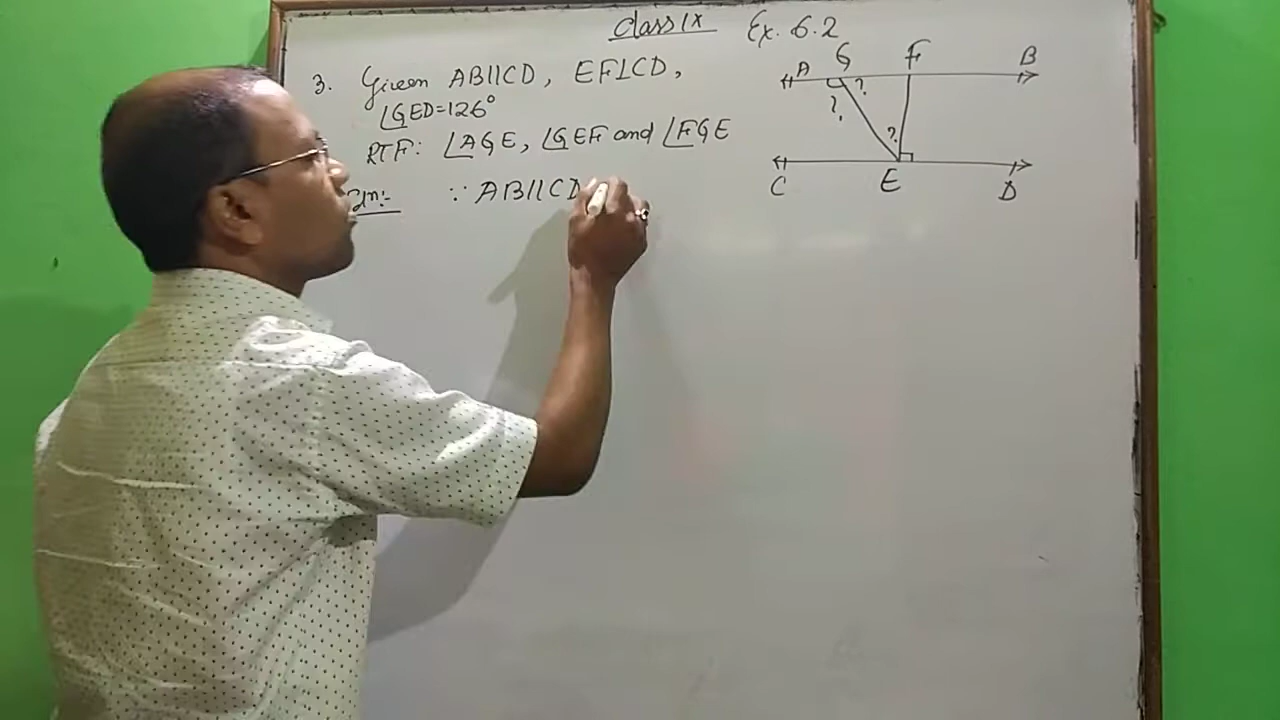 Class IX Ex. 6.2
3. Given AB||CD, EF⊥CD,
∠GED=126°
RTF: ∠AGE, ∠GEF and ∠FGE
∵ AB||CD
A G F B
? ?
?
C E D